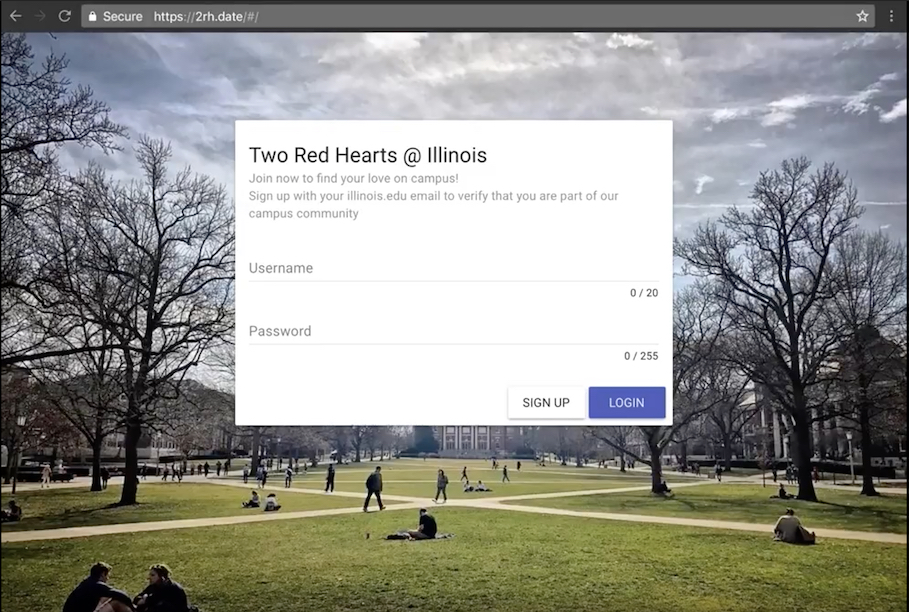 Secure https://2rh.date/#/
Two Red Hearts @ Illinois
Join now to find your love on campus!
Sign up with your illinois.edu email to verify that you are part of our
campus community
Username
0 / 20
Password
0 / 255
SIGN UP LOGIN